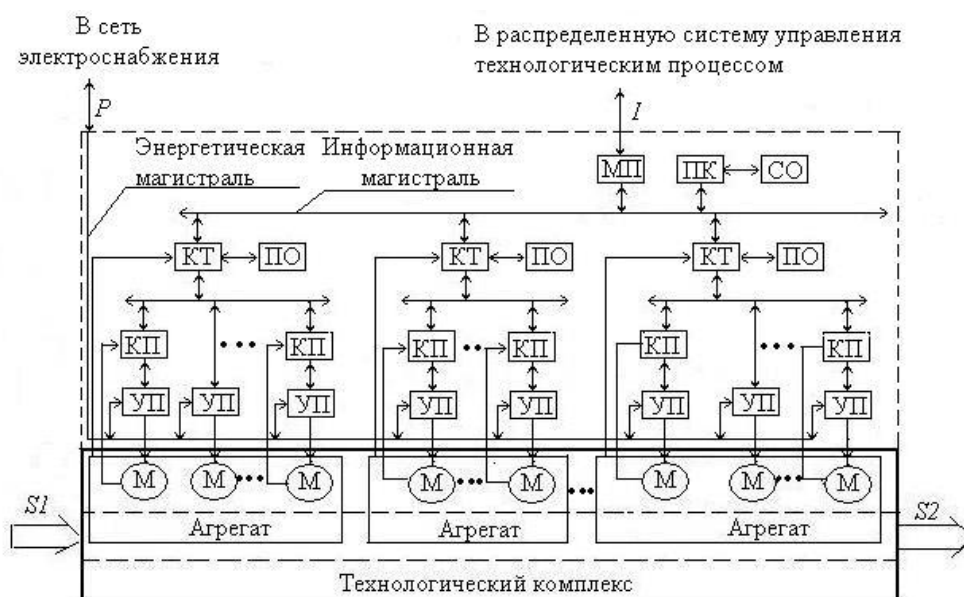 В сеть
электроснабжения
В распределенную систему управления
технологическим процессом
P
I
Энергетическая
магистраль
Информационная
магистраль
МП ПК СО
КТ ПО КТ ПО КТ ПО
КП ••• КП КП ••• КП КП ••• КП
УП УП УП УП УП УП УП УП
М М ••• М М ••• М ••• М М ••• М
S1 S2
Агрегат Агрегат Агрегат
Технологический комплекс